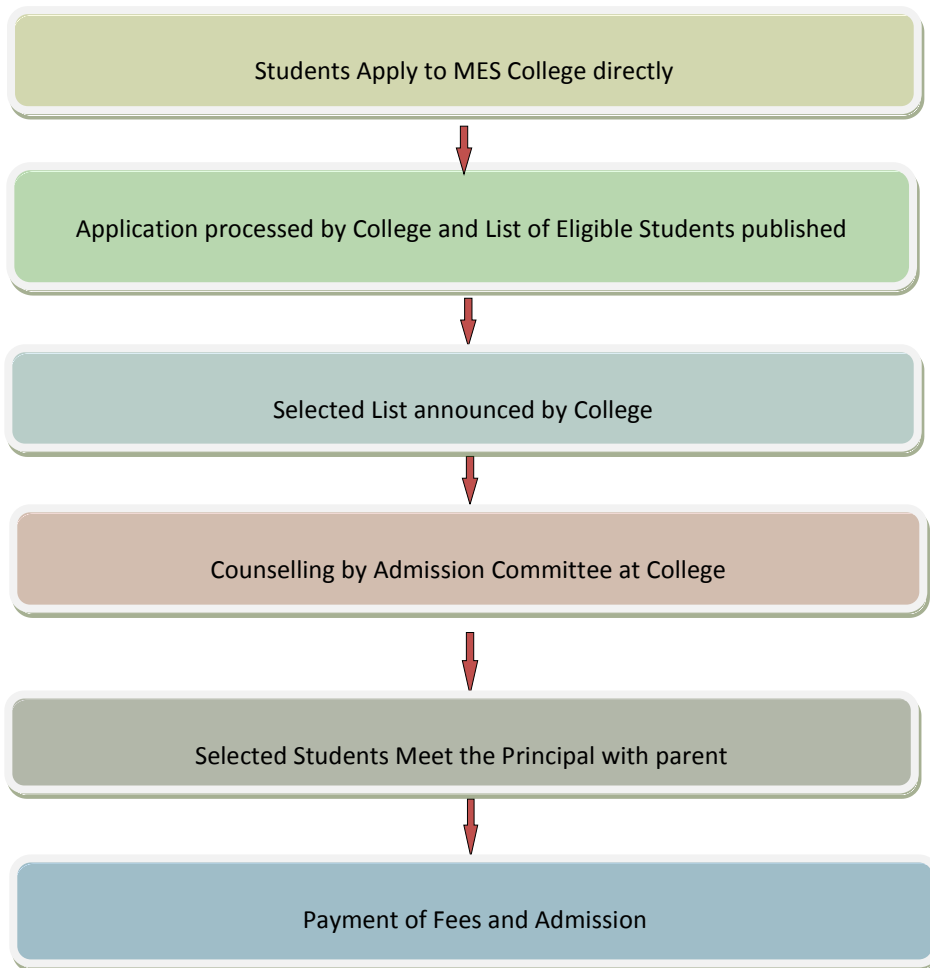 Students Apply to MES College directly
Application processed by College and List of Eligible Students published
Selected List announced by College
Counselling by Admission Committee at College
Selected Students Meet the Principal with parent
Payment of Fees and Admission